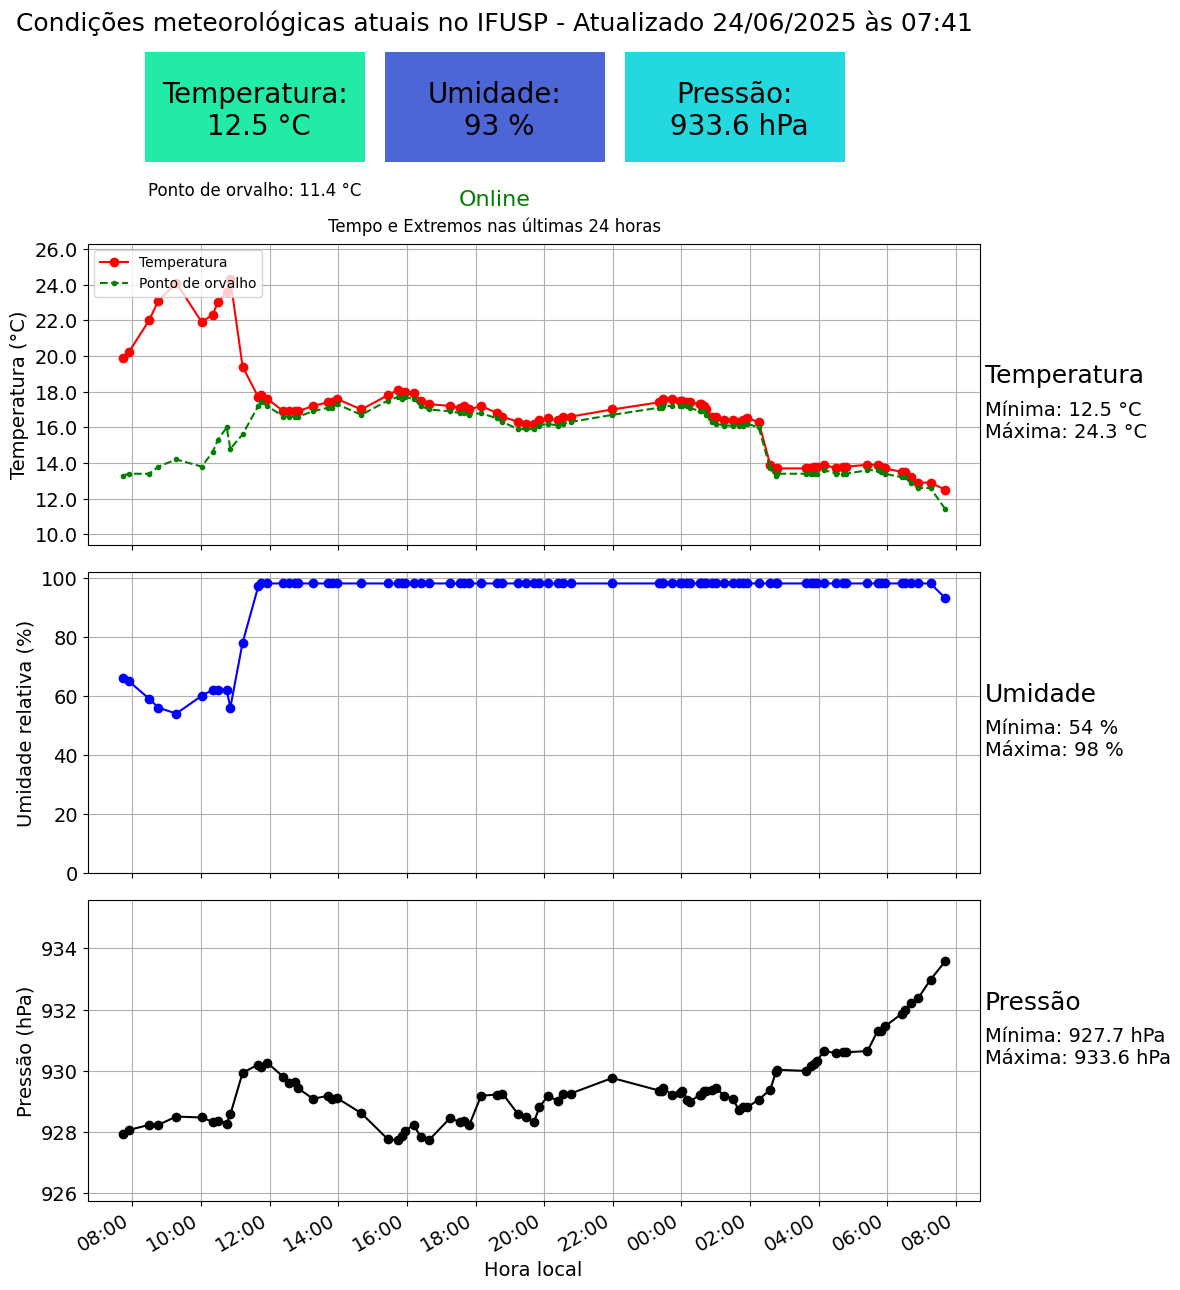 Condições meteorológicas atuais no IFUSP - Atualizado 24/06/2025 às 07:41
Temperatura:
12.5 °C
Umidade:
93 %
Pressão:
933.6 hPa
Ponto de orvalho: 11.4 °C
Online
Tempo e Extremos nas últimas 24 horas
Temperatura (°C)
26.0
24.0
22.0
20.0
18.0
16.0
14.0
12.0
10.0
Temperatura
Ponto de orvalho
Temperatura
Mínima: 12.5 °C
Máxima: 24.3 °C
Umidade relativa (%)
100
80
60
40
20
0
Umidade
Mínima: 54 %
Máxima: 98 %
Pressão (hPa)
934
932
930
928
926
Pressão
Mínima: 927.7 hPa
Máxima: 933.6 hPa
08:00
10:00
12:00
14:00
16:00
18:00
20:00
22:00
00:00
02:00
04:00
06:00
08:00
Hora local